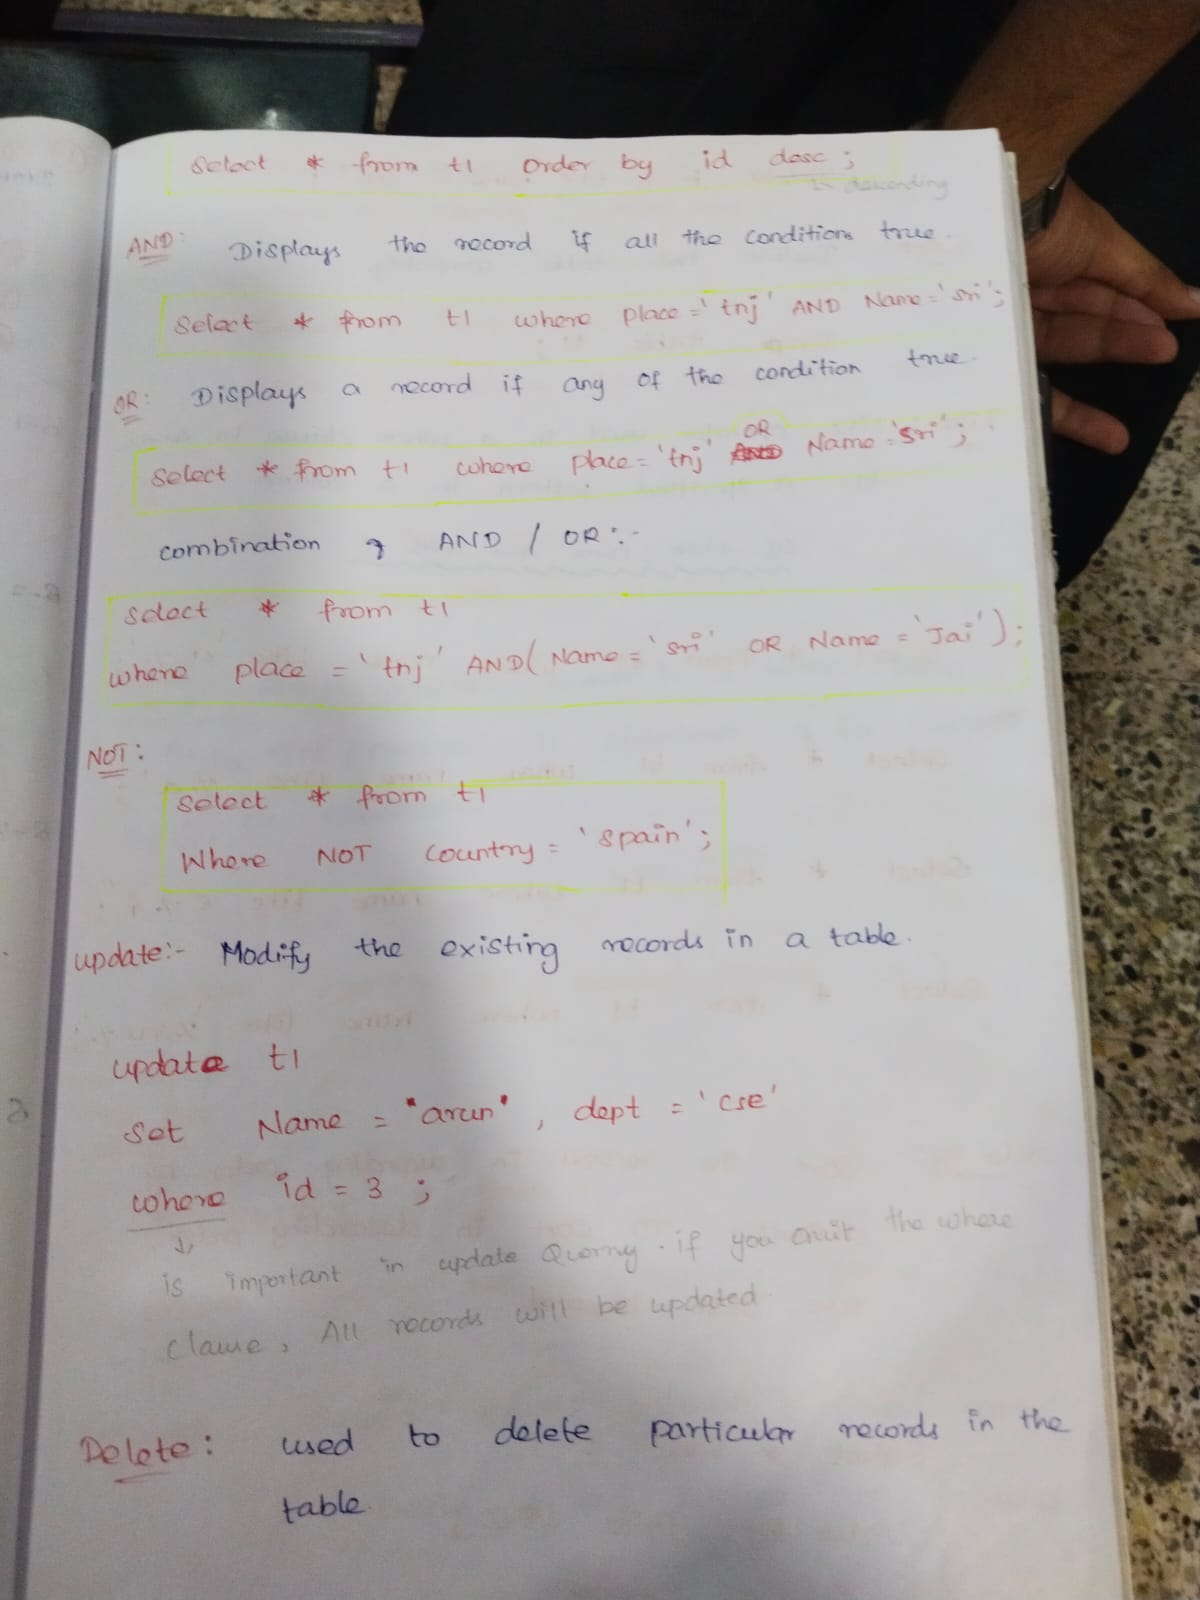 Select * from t1 order by id desc ;
↳ descending
AND: Displays the record if all the conditions true.
Select * from t1 where place = 'tnj' AND Name = 'sri';
OR: Displays a record if any of the condition true.
OR
Select * from t1 where place = 'tnj' AND Name = 'sri';
combination of AND / OR :-
Select * from t1
where place = 'tnj' AND( Name = 'sri' OR Name = 'Jai');
NOT :
Select * from t1
Where NOT Country = 'spain';
update:- Modify the existing records in a table.
update t1
Set Name = "arun" , dept = 'cse'
where id = 3 ;
↓
is important in update Query. if you omit the where
clause, All records will be updated.
Delete : used to delete particular records in the
table.